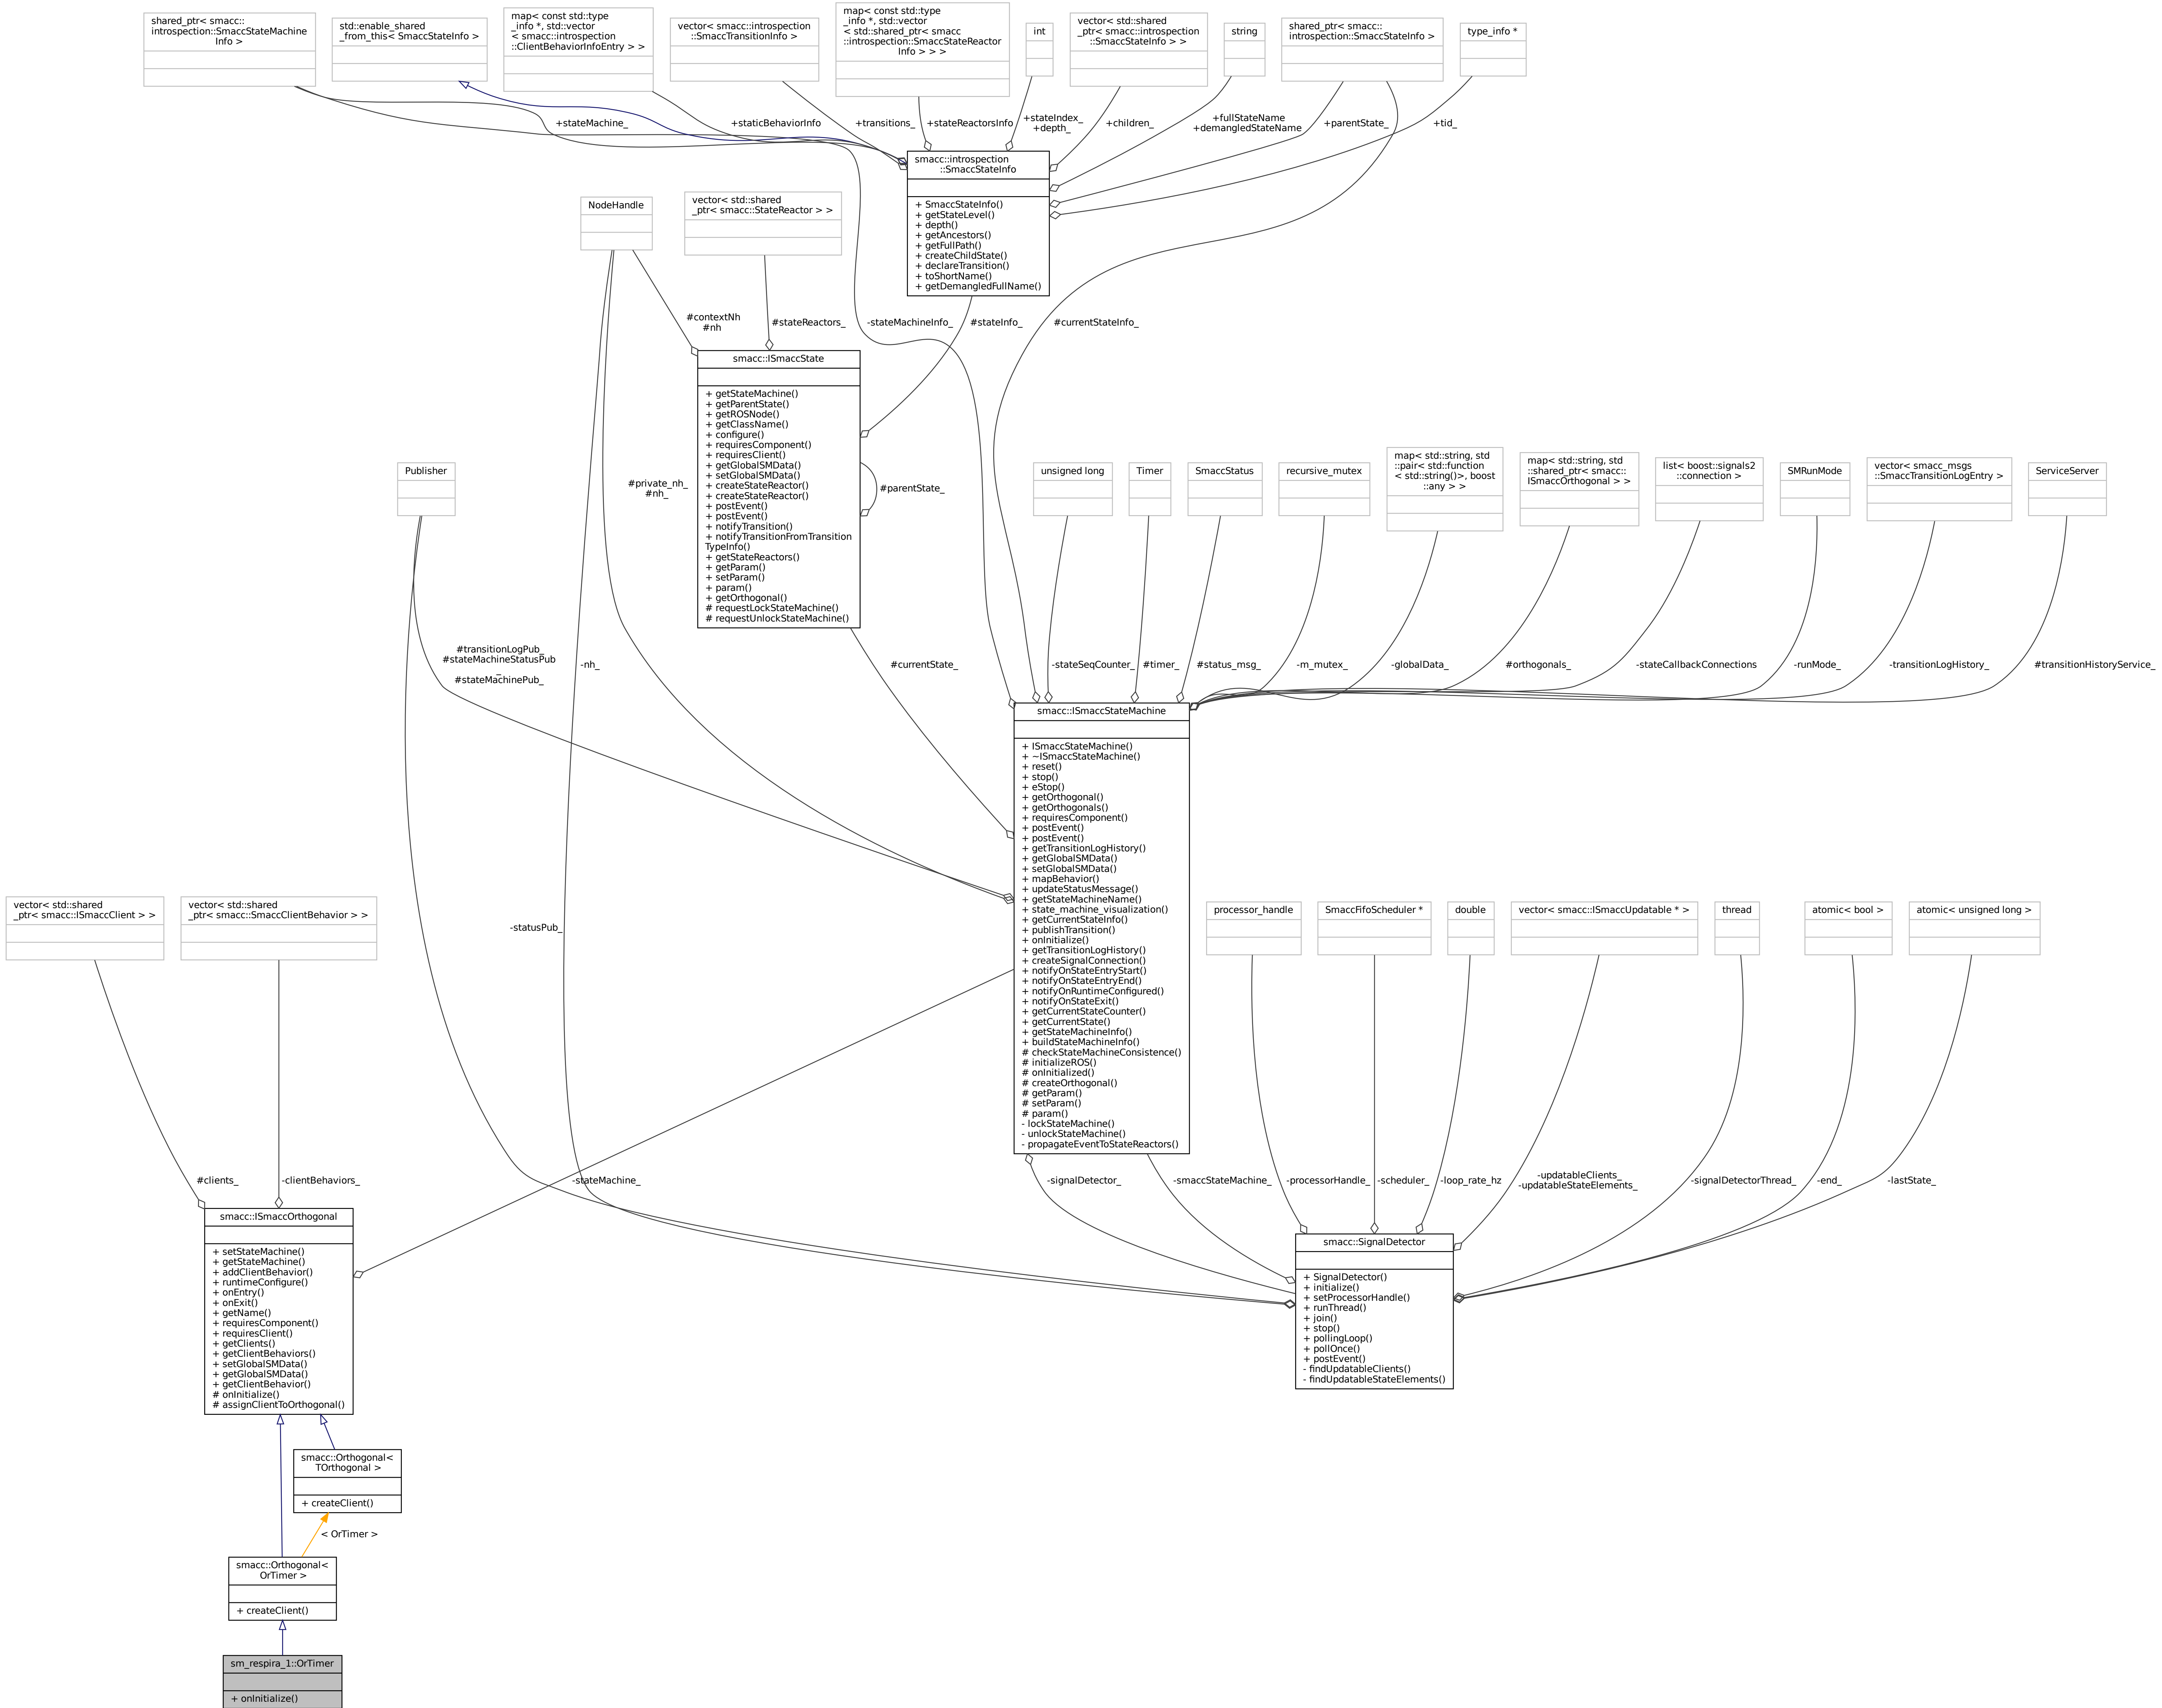 shared_ptr< smacc::
introspection::SmaccStateMachine
Info >
std::enable_shared
_from_this< SmaccStateInfo >
map< const std::type
_info *, std::vector
< smacc::introspection
::ClientBehaviorInfoEntry > >
vector< smacc::introspection
::SmaccTransitionInfo >
map< const std::type
_info *, std::vector
< std::shared_ptr< smacc
::introspection::SmaccStateReactor
Info > > >
int
vector< std::shared
_ptr< smacc::introspection
::SmaccStateInfo > >
string
shared_ptr< smacc::
introspection::SmaccStateInfo >
type_info *
+stateMachine_
+staticBehaviorInfo
+transitions_
+stateReactorsInfo
+stateIndex_
+depth_
+children_
+fullStateName
+demangledStateName
+parentState_
+tid_
smacc::introspection
::SmaccStateInfo
+ SmaccStateInfo()
+ getStateLevel()
+ depth()
+ getAncestors()
+ getFullPath()
+ createChildState()
+ declareTransition()
+ toShortName()
+ getDemangledFullName()
NodeHandle
vector< std::shared
_ptr< smacc::StateReactor > >
#contextNh
#nh
#stateReactors_
-stateMachineInfo_
#stateInfo_
#currentStateInfo_
smacc::ISmaccState
+ getStateMachine()
+ getParentState()
+ getROSNode()
+ getClassName()
+ configure()
+ requiresComponent()
+ requiresClient()
+ getGlobalSMData()
+ setGlobalSMData()
+ createStateReactor()
+ createStateReactor()
+ postEvent()
+ postEvent()
+ notifyTransition()
+ notifyTransitionFromTransition
TypeInfo()
+ getStateReactors()
+ getParam()
+ setParam()
+ param()
+ getOrthogonal()
# requestLockStateMachine()
# requestUnlockStateMachine()
#parentState_
Publisher
#private_nh_
#nh_
unsigned long
Timer
SmaccStatus
recursive_mutex
map< std::string, std
::pair< std::function
< std::string()>, boost
::any > >
map< std::string, std
::shared_ptr< smacc::
ISmaccOrthogonal > >
list< boost::signals2
::connection >
SMRunMode
vector< smacc_msgs
::SmaccTransitionLogEntry >
ServiceServer
#transitionLogPub_
#stateMachineStatusPub
_
#stateMachinePub_
-nh_
#currentState_
-stateSeqCounter_
#timer_
#status_msg_
-m_mutex_
-globalData_
#orthogonals_
-stateCallbackConnections
-runMode_
-transitionLogHistory_
#transitionHistoryService_
smacc::ISmaccStateMachine
+ ISmaccStateMachine()
+ ~ISmaccStateMachine()
+ reset()
+ stop()
+ eStop()
+ getOrthogonal()
+ getOrthogonals()
+ requiresComponent()
+ postEvent()
+ postEvent()
+ getTransitionLogHistory()
+ getGlobalSMData()
+ setGlobalSMData()
+ mapBehavior()
+ updateStatusMessage()
+ getStateMachineName()
+ state_machine_visualization()
+ getCurrentStateInfo()
+ publishTransition()
+ onInitialize()
+ getTransitionLogHistory()
+ createSignalConnection()
+ notifyOnStateEntryStart()
+ notifyOnStateEntryEnd()
+ notifyOnRuntimeConfigured()
+ notifyOnStateExit()
+ getCurrentStateCounter()
+ getCurrentState()
+ getStateMachineInfo()
+ buildStateMachineInfo()
# checkStateMachineConsistence()
# initializeROS()
# onInitialized()
# createOrthogonal()
# getParam()
# setParam()
# param()
- lockStateMachine()
- unlockStateMachine()
- propagateEventToStateReactors()
vector< std::shared
_ptr< smacc::ISmaccClient > >
vector< std::shared
_ptr< smacc::SmaccClientBehavior > >
-statusPub_
processor_handle
SmaccFifoScheduler *
double
vector< smacc::ISmaccUpdatable * >
thread
atomic< bool >
atomic< unsigned long >
#clients_
-clientBehaviors_
-stateMachine_
-signalDetector_
-smaccStateMachine_
-processorHandle_
-scheduler_
-loop_rate_hz
-updatableClients_
-updatableStateElements_
-signalDetectorThread_
-end_
-lastState_
smacc::ISmaccOrthogonal
+ setStateMachine()
+ getStateMachine()
+ addClientBehavior()
+ runtimeConfigure()
+ onEntry()
+ onExit()
+ getName()
+ requiresComponent()
+ requiresClient()
+ getClients()
+ getClientBehaviors()
+ setGlobalSMData()
+ getGlobalSMData()
+ getClientBehavior()
# onInitialize()
# assignClientToOrthogonal()
smacc::SignalDetector
+ SignalDetector()
+ initialize()
+ setProcessorHandle()
+ runThread()
+ join()
+ stop()
+ pollingLoop()
+ pollOnce()
+ postEvent()
- findUpdatableClients()
- findUpdatableStateElements()
smacc::Orthogonal<
TOrthogonal >
+ createClient()
< OrTimer >
smacc::Orthogonal<
OrTimer >
+ createClient()
sm_respira_1::OrTimer
+ onInitialize()